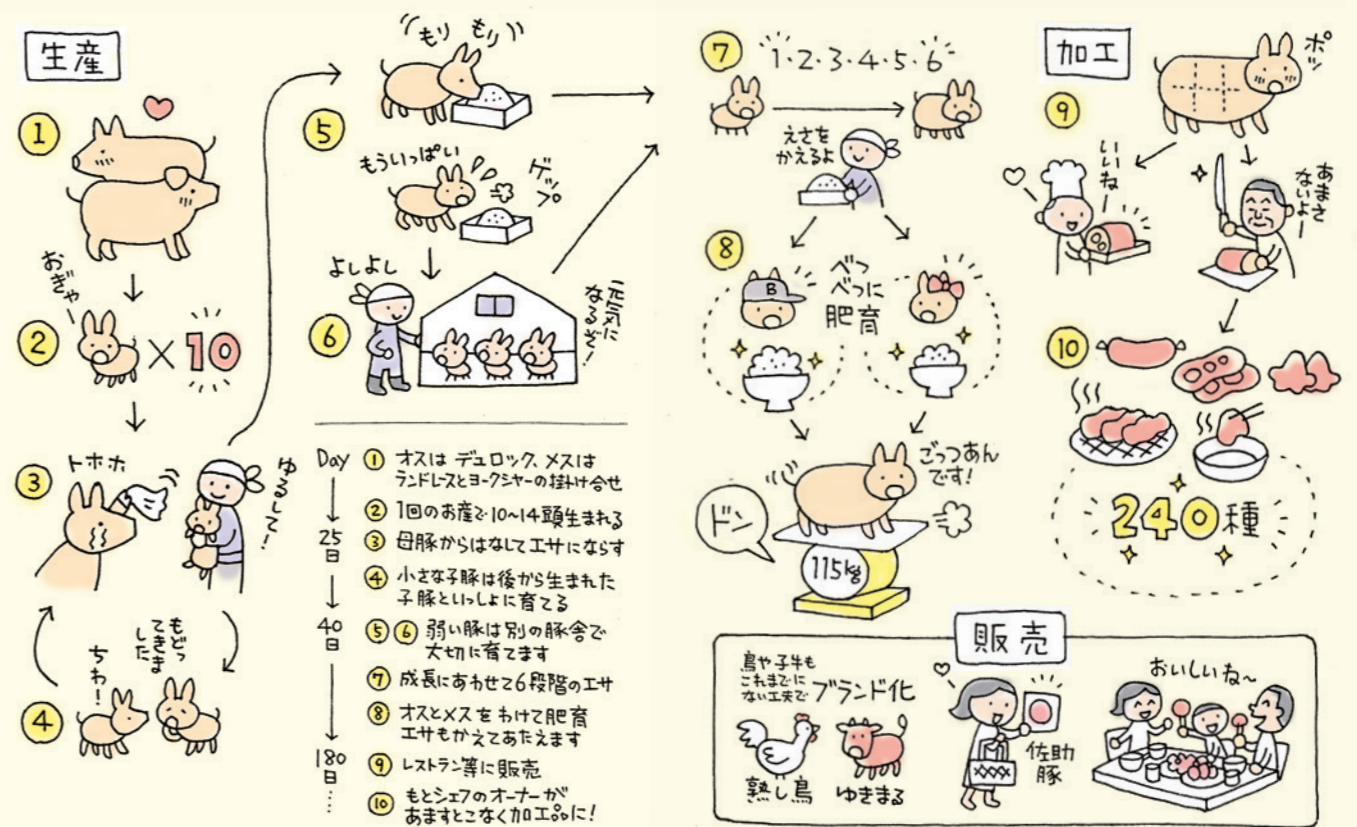 生産
①
おぎゃー
②
×10
③
トホホ
ゆるして〜!
④
ちわー!
もどっ
てきま
した
⑤
もり もり
もういっぱい
ゲップ
⑥
よしよし
元気に
なるぞー!
Day
25
日
40
日
180
日
……
① オスは デュロック、メスは
ランドレースとヨークシャーの掛け合せ
② 1回のお産で10〜14頭生まれる
③ 母豚からはなしてエサにならす
④ 小さな子豚は後から生まれた
子豚といっしょに育てる
⑤⑥ 弱い豚は別の豚舎で
大切に育てます
⑦ 成長にあわせて6段階のエサ
⑧ オスとメスをわけて肥育
エサもかえてあたえます
⑨ レストラン等に販売
⑩ もとシェフのオーナーが
あますとこなく加工品に!
⑦
1・2・3・4・5・6
えさを
かえるよ
⑧
べつ
べつに
肥育
B
ごっつあん
です!
ドン
115kg
加工
ポッ
⑨
いいね
あまさ
ないよー
⑩
240種
販売
鳥や子牛も
これまでに
ない工夫で
ブランド化
熟し鳥
ゆきまる
佐助
豚
おいしいね〜